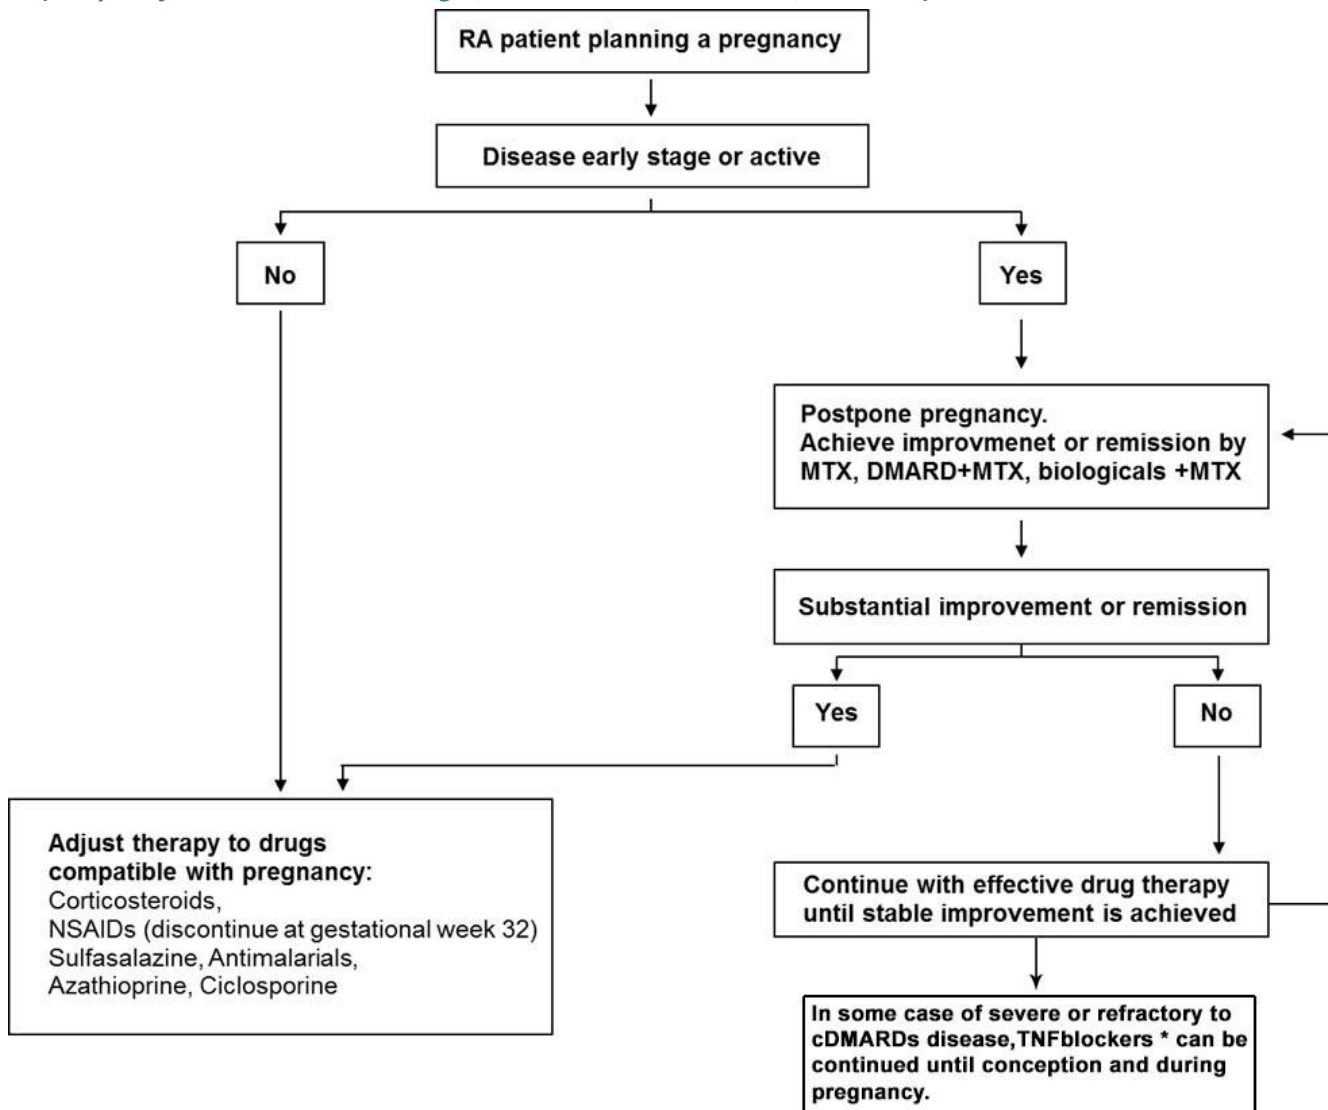 RA patient planning a pregnancy
Disease early stage or active
No
Yes
Postpone pregnancy.
Achieve improvmenet or remission by
MTX, DMARD+MTX, biologicals +MTX
Substantial improvement or remission
Yes
No
Adjust therapy to drugs
compatible with pregnancy:
Corticosteroids,
NSAIDs (discontinue at gestational week 32)
Sulfasalazine, Antimalarials,
Azathioprine, Ciclosporine
Continue with effective drug therapy
until stable improvement is achieved
In some case of severe or refractory to
cDMARDs disease,TNFblockers * can be
continued until conception and during
pregnancy.